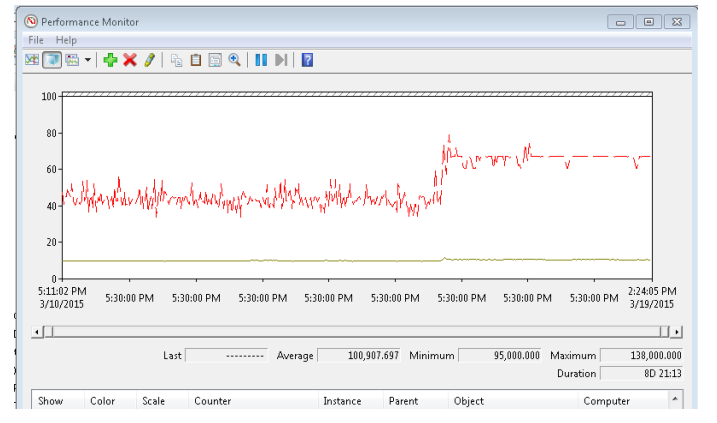 Performance Monitor
File Help
100
80
60
40
20
0
5:11:02 PM 5:30:00 PM 5:30:00 PM 5:30:00 PM 5:30:00 PM 5:30:00 PM 5:30:00 PM 5:30:00 PM 5:30:00 PM 2:24:05 PM
3/10/2015 3/19/2015
Last --------- Average 100,907.697 Minimum 95,000.000 Maximum 138,000.000
Duration 8D 21:13
Show Color Scale Counter Instance Parent Object Computer